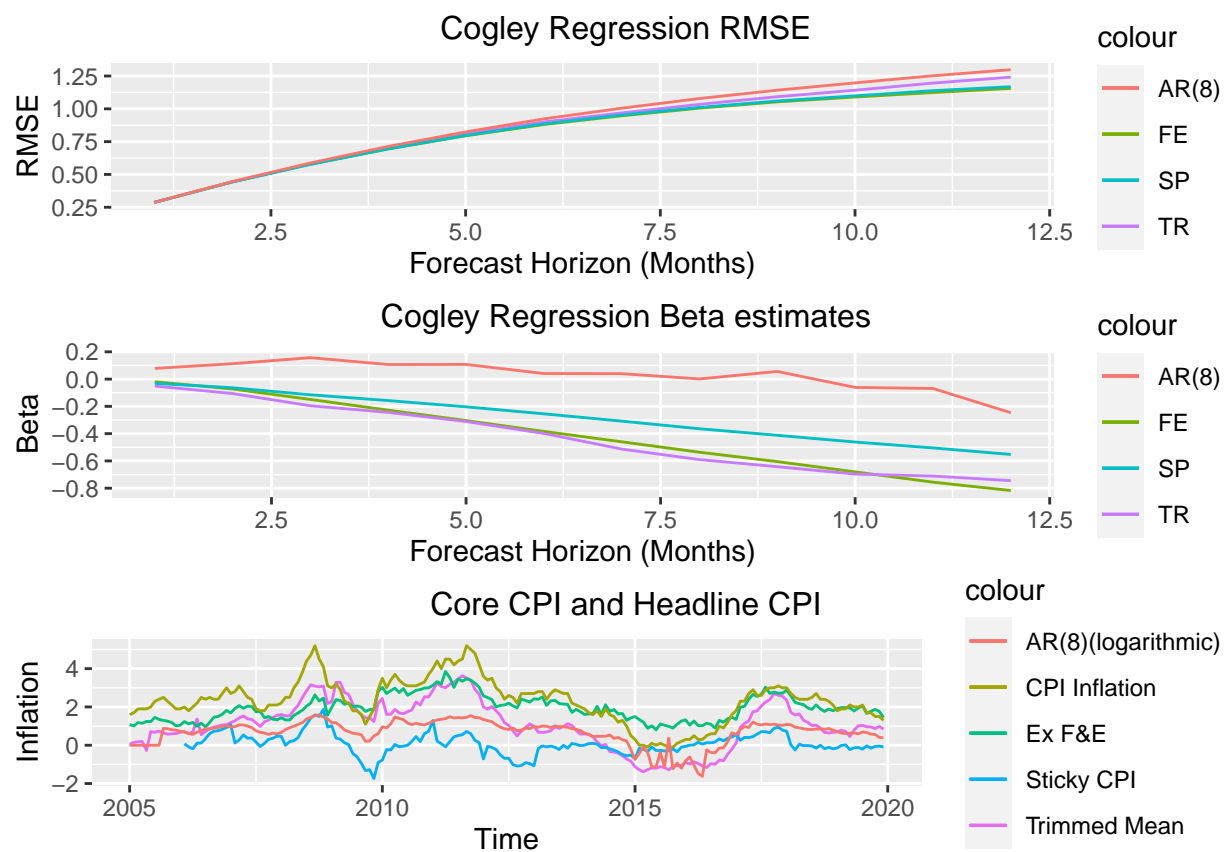 Cogley Regression RMSE
RMSE
1.25
1.00
0.75
0.50
0.25
2.5 5.0 7.5 10.0 12.5
Forecast Horizon (Months)
colour
AR(8)
FE
SP
TR
Cogley Regression Beta estimates
Beta
0.2
0.0
−0.2
−0.4
−0.6
−0.8
2.5 5.0 7.5 10.0 12.5
Forecast Horizon (Months)
colour
AR(8)
FE
SP
TR
Core CPI and Headline CPI
Inflation
4
2
0
−2
2005 2010 2015 2020
Time
colour
AR(8)(logarithmic)
CPI Inflation
Ex F&E
Sticky CPI
Trimmed Mean